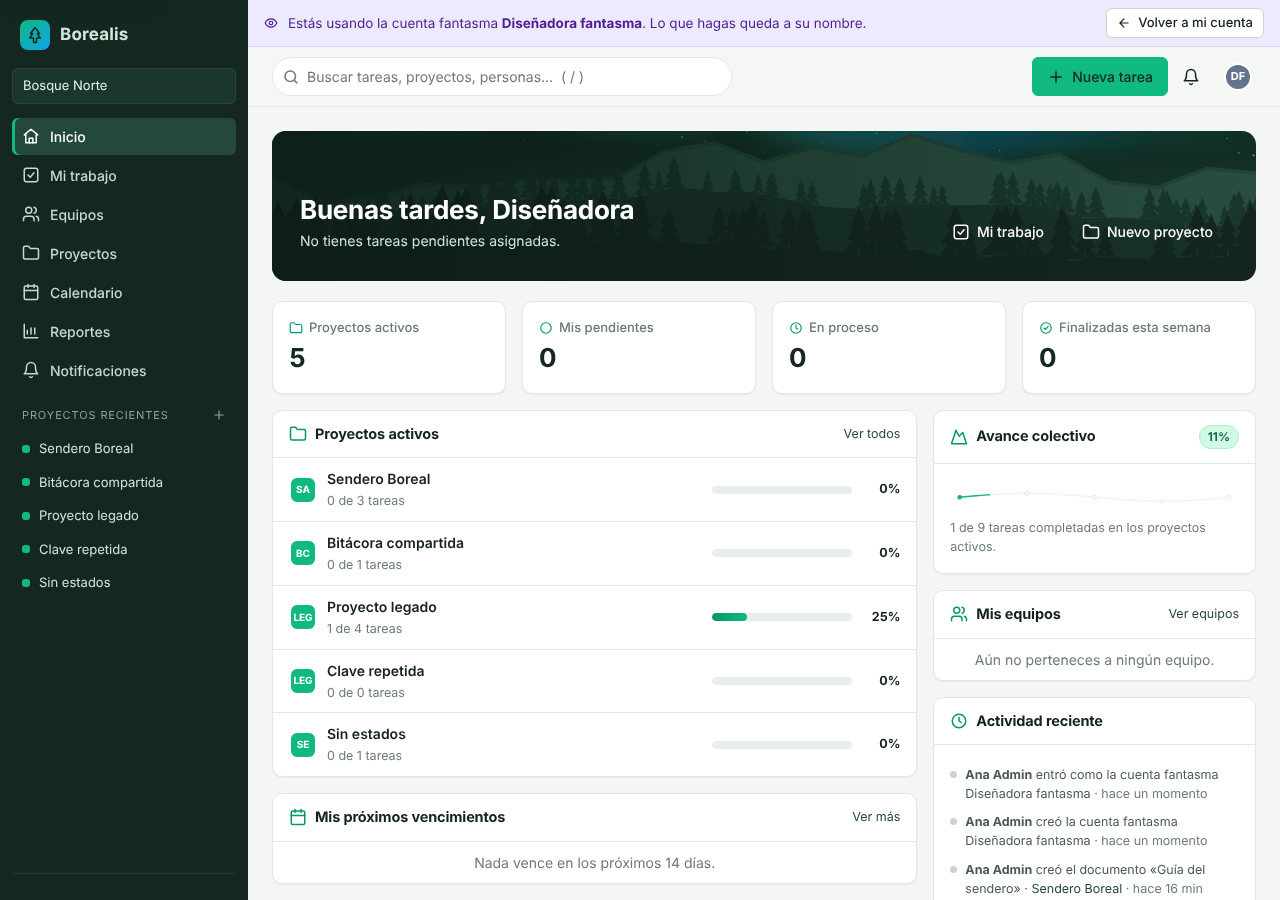 Borealis
Bosque Norte
Inicio
Mi trabajo
Equipos
Proyectos
Calendario
Reportes
Notificaciones
PROYECTOS RECIENTES
Sendero Boreal
Bitácora compartida
Proyecto legado
Clave repetida
Sin estados
Estás usando la cuenta fantasma Diseñadora fantasma. Lo que hagas queda a su nombre.
Volver a mi cuenta
Buscar tareas, proyectos, personas... ( / )
Nueva tarea
DF
Buenas tardes, Diseñadora
No tienes tareas pendientes asignadas.
Mi trabajo
Nuevo proyecto
Proyectos activos
5
Mis pendientes
0
En proceso
0
Finalizadas esta semana
0
Proyectos activos
Ver todos
SA
Sendero Boreal
0 de 3 tareas
0%
BC
Bitácora compartida
0 de 1 tareas
0%
LEG
Proyecto legado
1 de 4 tareas
25%
LEG
Clave repetida
0 de 0 tareas
0%
SE
Sin estados
0 de 1 tareas
0%
Mis próximos vencimientos
Ver más
Nada vence en los próximos 14 días.
Avance colectivo
11%
1 de 9 tareas completadas en los proyectos
activos.
Mis equipos
Ver equipos
Aún no perteneces a ningún equipo.
Actividad reciente
Ana Admin entró como la cuenta fantasma
Diseñadora fantasma · hace un momento
Ana Admin creó la cuenta fantasma
Diseñadora fantasma · hace un momento
Ana Admin creó el documento «Guía del
sendero» · Sendero Boreal · hace 16 min